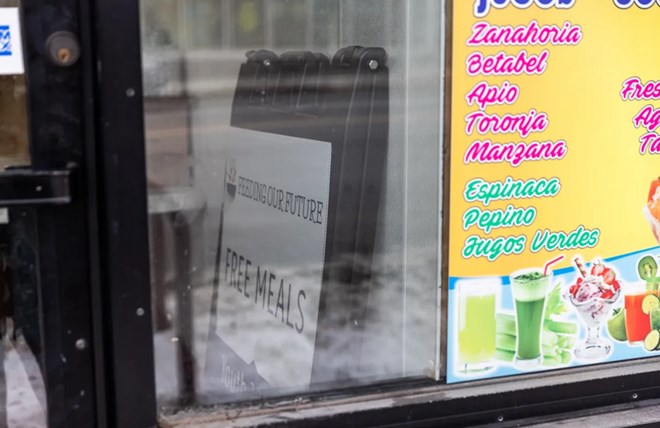 FEEDING OUR FUTURE
FREE MEALS
Zanahoria
Betabel
Apio
Toronja
Manzana
Espinaca
Pepino
Jugos Verdes